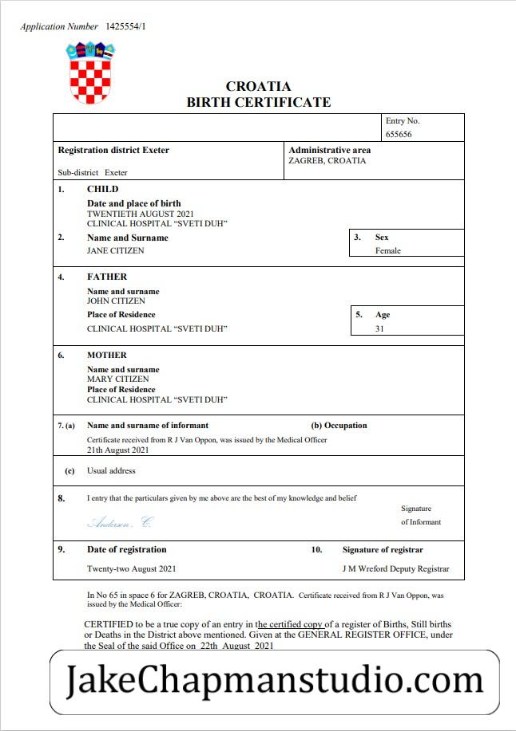 Application Number 1425554/1
CROATIA
BIRTH CERTIFICATE
Entry No.
655656
Registration district Exeter
Sub-district Exeter
Administrative area
ZAGREB, CROATIA
1. CHILD
Date and place of birth
TWENTIETH AUGUST 2021
CLINICAL HOSPITAL “SVETI DUH”
2. Name and Surname
JANE CITIZEN
3. Sex
Female
4. FATHER
Name and surname
JOHN CITIZEN
Place of Residence
CLINICAL HOSPITAL “SVETI DUH”
5. Age
31
6. MOTHER
Name and surname
MARY CITIZEN
Place of Residence
CLINICAL HOSPITAL “SVETI DUH”
7. (a) Name and surname of informant (b) Occupation
Certificate received from R J Van Oppon, was issued by the Medical Officer
21th August 2021
(c) Usual address
8. I entry that the particulars given by me above are the best of my knowledge and belief
Anderson. C.
Signature
of Informant
9. Date of registration
Twenty-two August 2021
10. Signature of registrar
J M Wreford Deputy Registrar
In No 65 in space 6 for ZAGREB, CROATIA, CROATIA. Certificate received from R J Van Oppon, was
issued by the Medical Officer:
CERTIFIED to be a true copy of an entry in the certified copy of a register of Births, Still births
or Deaths in the District above mentioned. Given at the GENERAL REGISTER OFFICE, under
the Seal of the said Office on 22th August 2021
JakeChapmanstudio.com